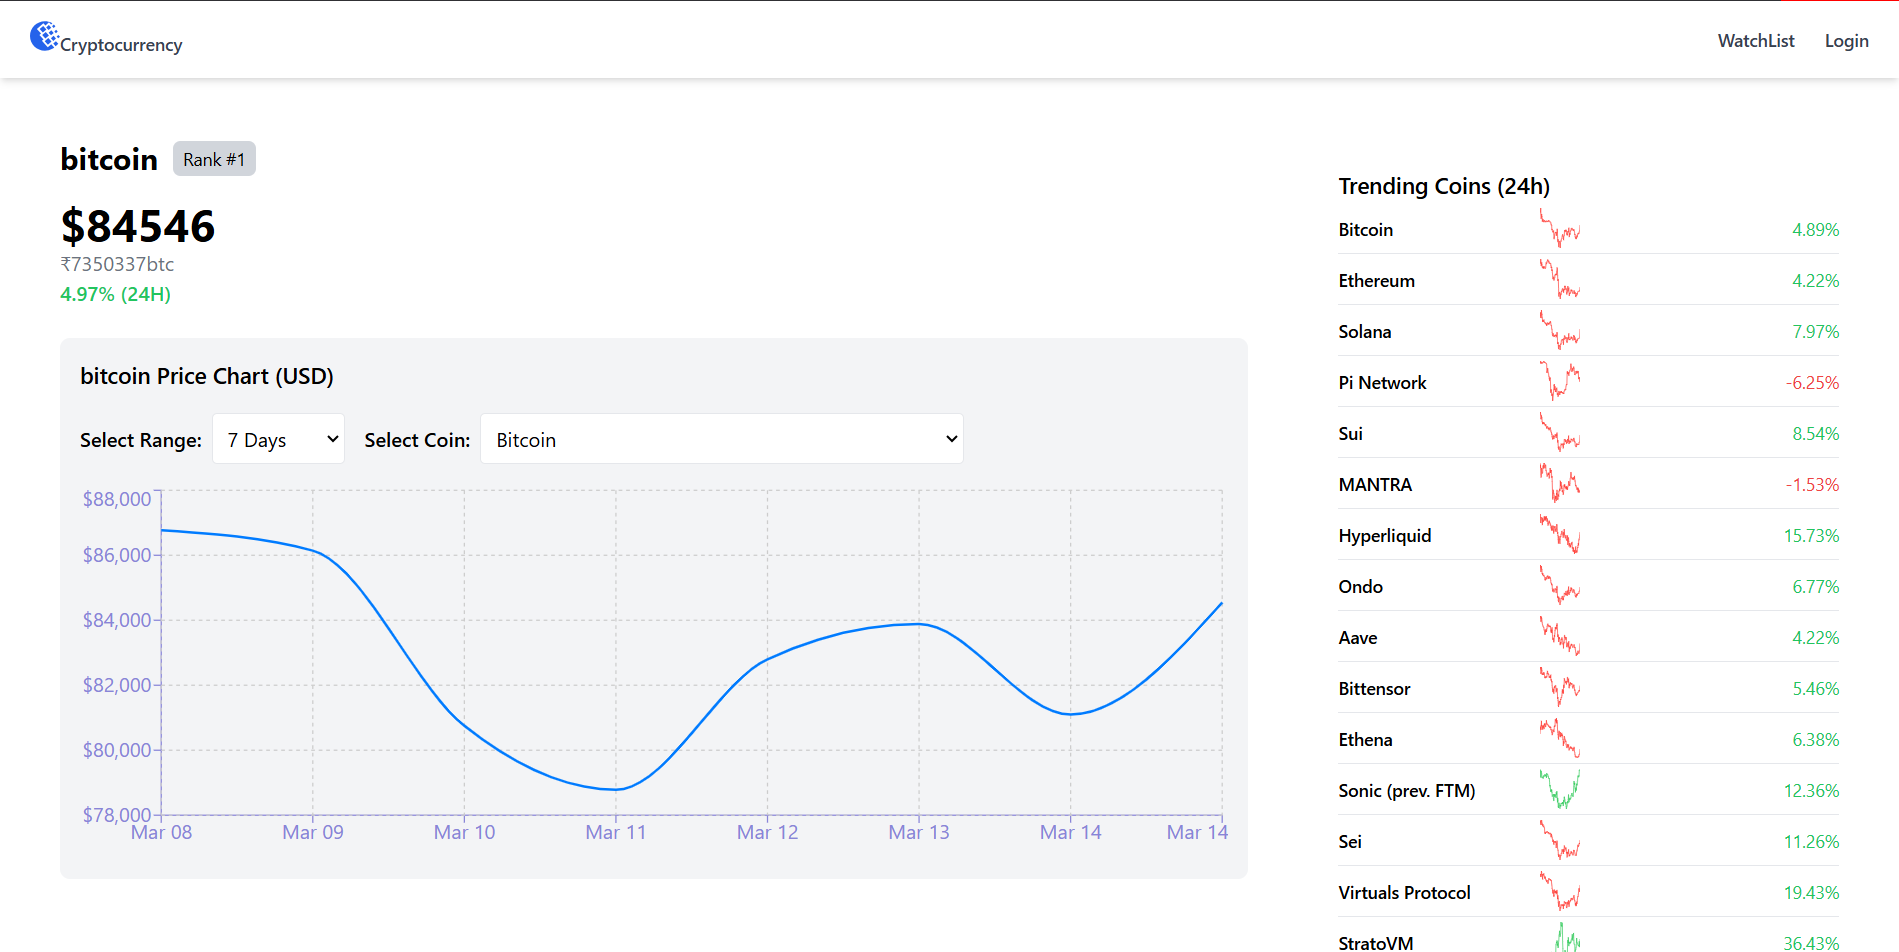 Cryptocurrency
WatchList
Login
bitcoin
Rank #1
$84546
₹7350337btc
4.97% (24H)
bitcoin Price Chart (USD)
Select Range: 7 Days Select Coin: Bitcoin
$88,000
$86,000
$84,000
$82,000
$80,000
$78,000
Mar 08 Mar 09 Mar 10 Mar 11 Mar 12 Mar 13 Mar 14 Mar 14
Trending Coins (24h)
Bitcoin 4.89%
Ethereum 4.22%
Solana 7.97%
Pi Network -6.25%
Sui 8.54%
MANTRA -1.53%
Hyperliquid 15.73%
Ondo 6.77%
Aave 4.22%
Bittensor 5.46%
Ethena 6.38%
Sonic (prev. FTM) 12.36%
Sei 11.26%
Virtuals Protocol 19.43%
StratoVM 36.43%